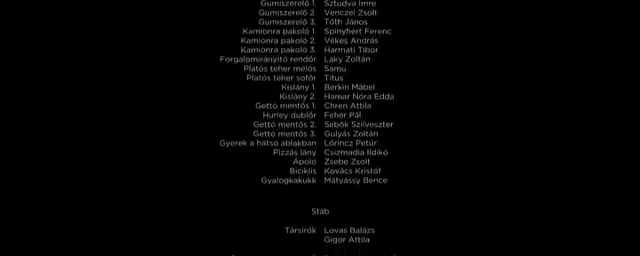 Gumiszerelő 1. Sztudva Imre
Gumiszerelő 2. Venczel Zsolt
Gumiszerelő 3. Tóth János
Kamionra pakoló 1. Spinyhert Ferenc
Kamionra pakoló 2. Vékes András
Kamionra pakoló 3. Harmati Tibor
Forgalomirányító rendőr Laky Zoltán
Platós teher melós Samu
Platós teher sofőr Titus
Kislány 1. Berkin Mábel
Kislány 2. Hamar Nóra Edda
Gettó mentős 1. Chren Attila
Hurley dublőr Fehér Pál
Gettó mentős 2. Sebők Szilveszter
Gettó mentős 3. Gulyás Zoltán
Gyerek a hátsó ablakban Lőrincz Petúr
Pizzás lány Csizmadia Ildikó
Ápoló Zsebe Zsolt
Biciklis Kovács Kristóf
Gyalogkakukk Mátyássy Bence
Stáb
Társírók Lovas Balázs
Gigor Attila